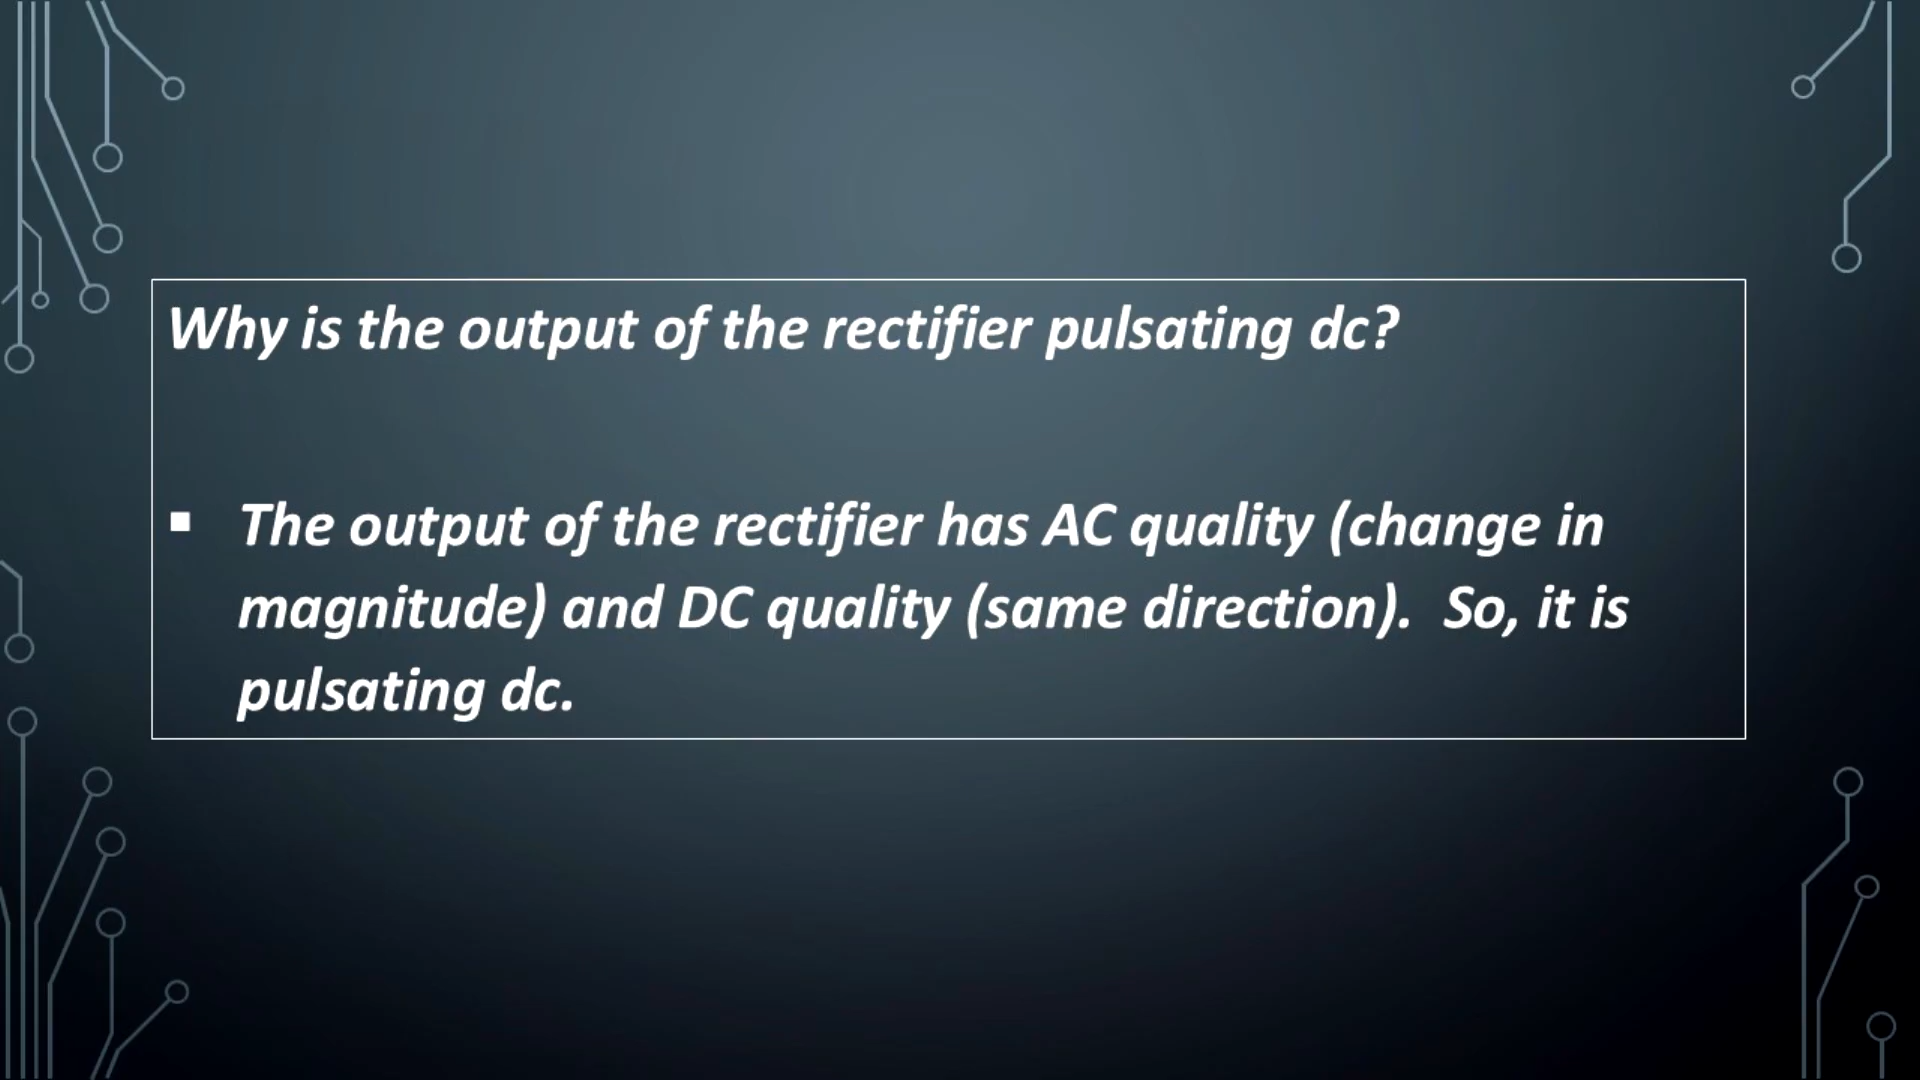 Why is the output of the rectifier pulsating dc?
▪ The output of the rectifier has AC quality (change in
magnitude) and DC quality (same direction).  So, it is
pulsating dc.